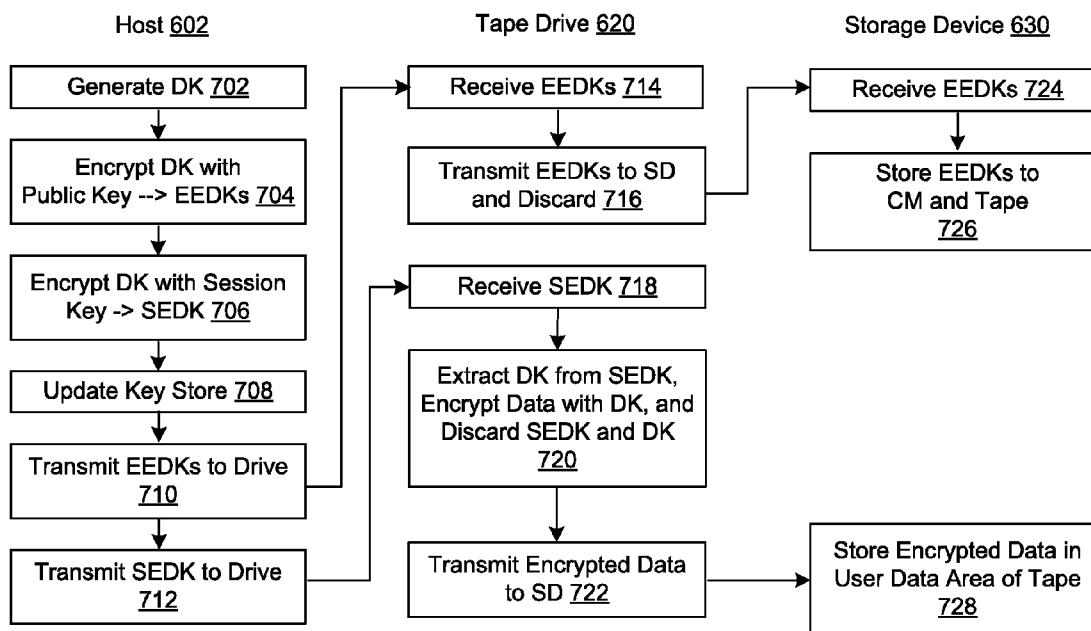 Host 602
Generate DK 702
Encrypt DK with
Public Key --> EEDKs 704
Encrypt DK with Session
Key -> SEDK 706
Update Key Store 708
Transmit EEDKs to Drive
710
Transmit SEDK to Drive
712
Tape Drive 620
Receive EEDKs 714
Transmit EEDKs to SD
and Discard 716
Receive SEDK 718
Extract DK from SEDK,
Encrypt Data with DK, and
Discard SEDK and DK
720
Transmit Encrypted Data
to SD 722
Storage Device 630
Receive EEDKs 724
Store EEDKs to
CM and Tape
726
Store Encrypted Data in
User Data Area of Tape
728